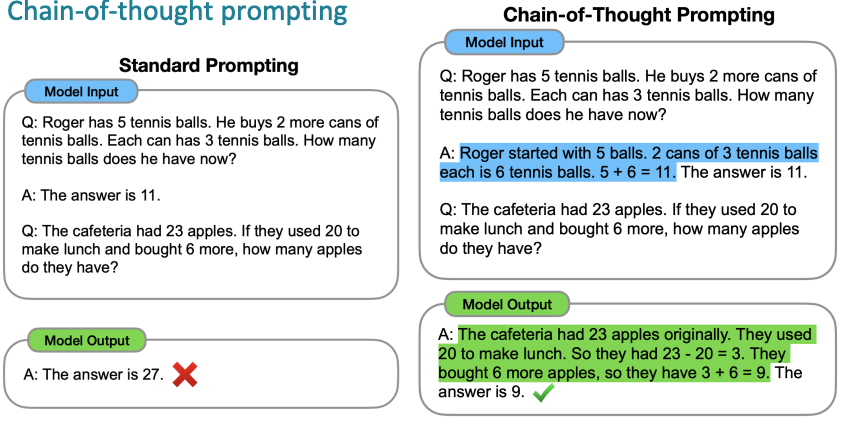 Chain-of-thought prompting
Standard Prompting
Model Input
Q: Roger has 5 tennis balls. He buys 2 more cans of
tennis balls. Each can has 3 tennis balls. How many
tennis balls does he have now?
A: The answer is 11.
Q: The cafeteria had 23 apples. If they used 20 to
make lunch and bought 6 more, how many apples
do they have?
Model Output
A: The answer is 27.
Chain-of-Thought Prompting
Model Input
Q: Roger has 5 tennis balls. He buys 2 more cans of
tennis balls. Each can has 3 tennis balls. How many
tennis balls does he have now?
A: Roger started with 5 balls. 2 cans of 3 tennis balls
each is 6 tennis balls. 5 + 6 = 11. The answer is 11.
Q: The cafeteria had 23 apples. If they used 20 to
make lunch and bought 6 more, how many apples
do they have?
Model Output
A: The cafeteria had 23 apples originally. They used
20 to make lunch. So they had 23 - 20 = 3. They
bought 6 more apples, so they have 3 + 6 = 9. The
answer is 9.